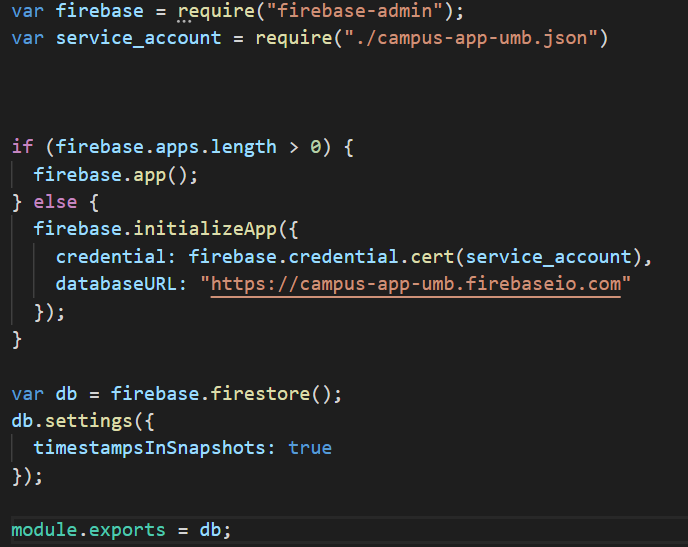 var firebase = require("firebase-admin");
var service_account = require("./campus-app-umb.json")
if (firebase.apps.length > 0) {
  firebase.app();
} else {
  firebase.initializeApp({
    credential: firebase.credential.cert(service_account),
    databaseURL: "https://campus-app-umb.firebaseio.com"
  });
}
var db = firebase.firestore();
db.settings({
  timestampsInSnapshots: true
});
module.exports = db;